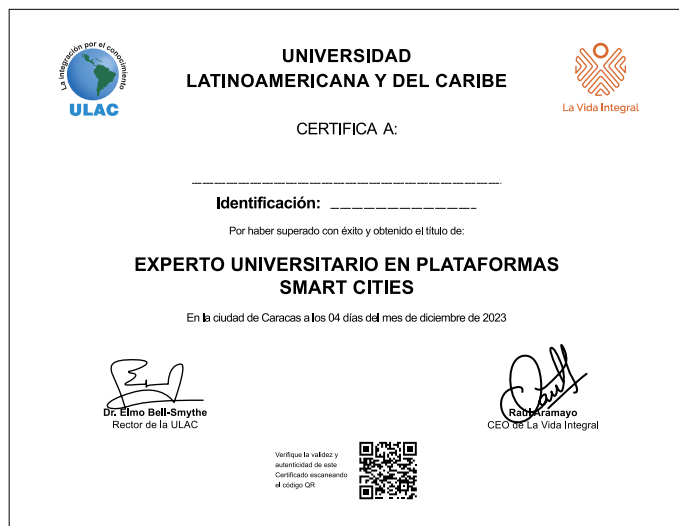 La integración por el conocimiento
ULAC
UNIVERSIDAD
LATINOAMERICANA Y DEL CARIBE
La Vida Integral
CERTIFICA A:
Identificación:
Por haber superado con éxito y obtenido el título de:
EXPERTO UNIVERSITARIO EN PLATAFORMAS
SMART CITIES
En la ciudad de Caracas a los 04 días del mes de diciembre de 2023
Dr. Elmo Bell-Smythe
Rector de la ULAC
Raúl Aramayo
CEO de La Vida Integral
Verifique la validez y
autenticidad de este
Certificado escaneando
el código QR